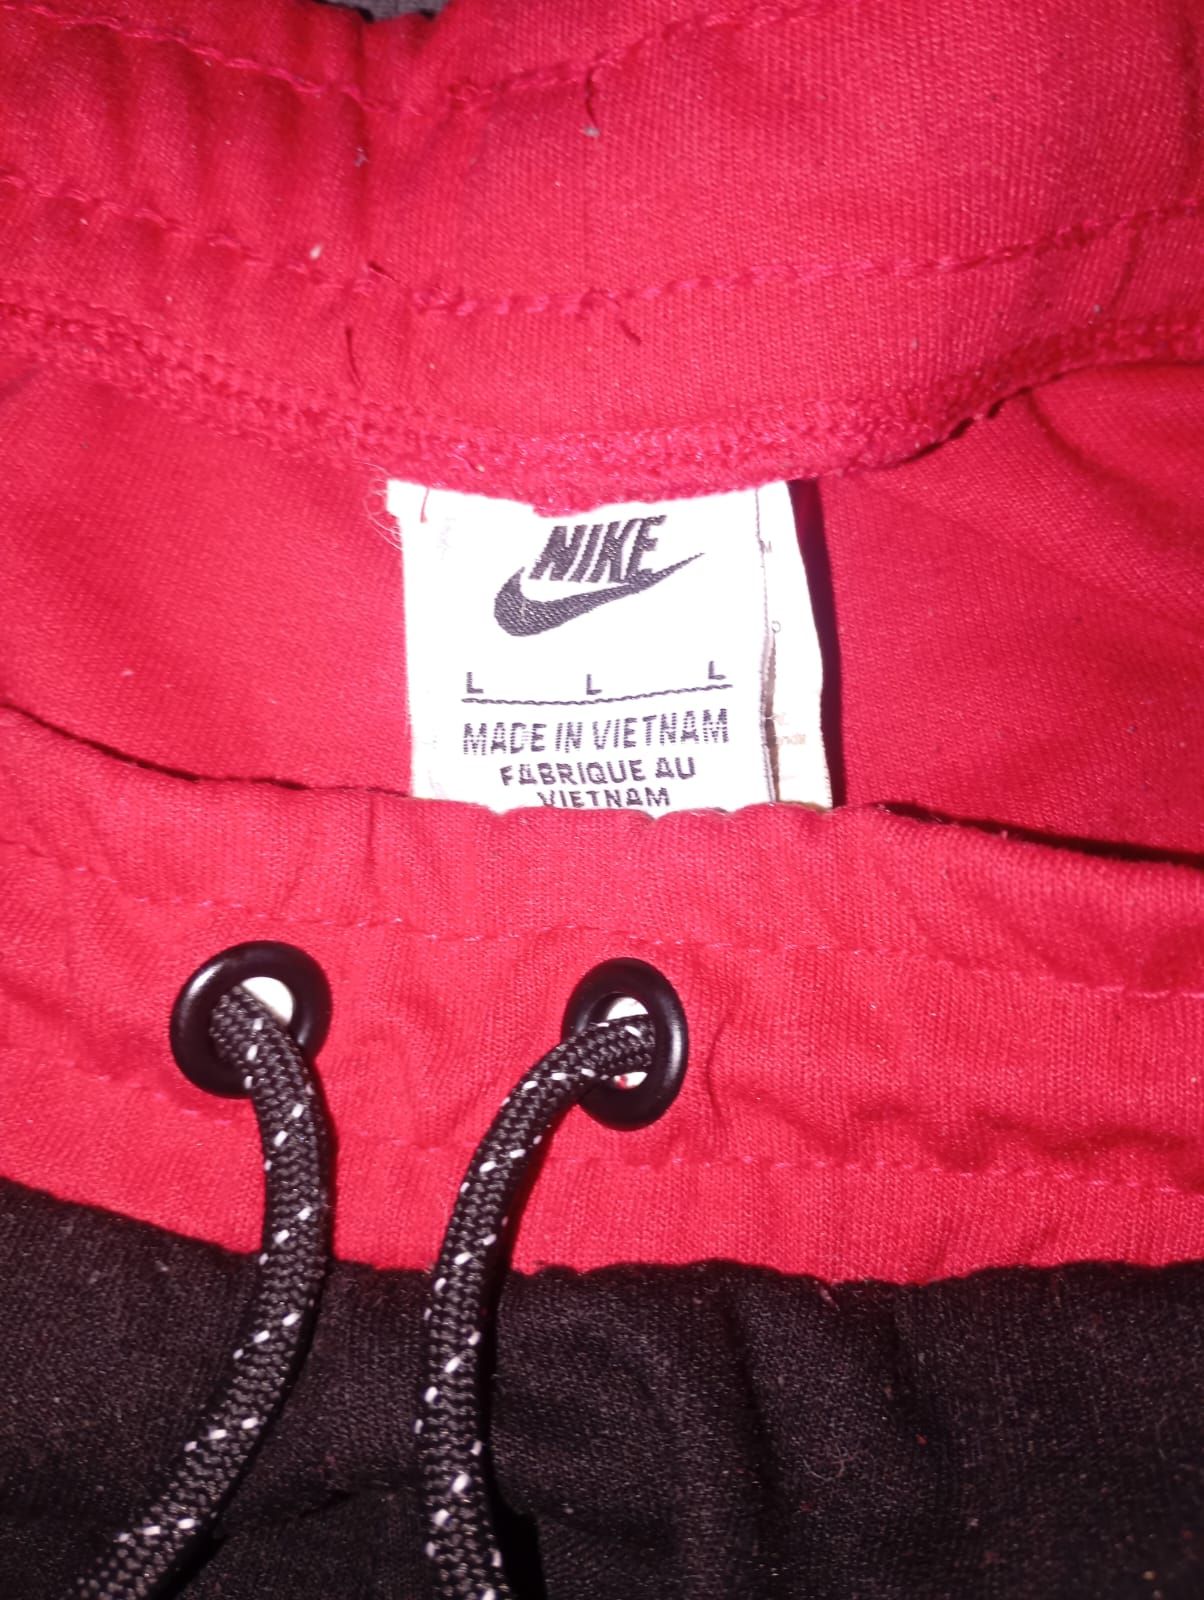 NIKE
L L L
MADE IN VIETNAM
FABRIQUE AU
VIETNAM